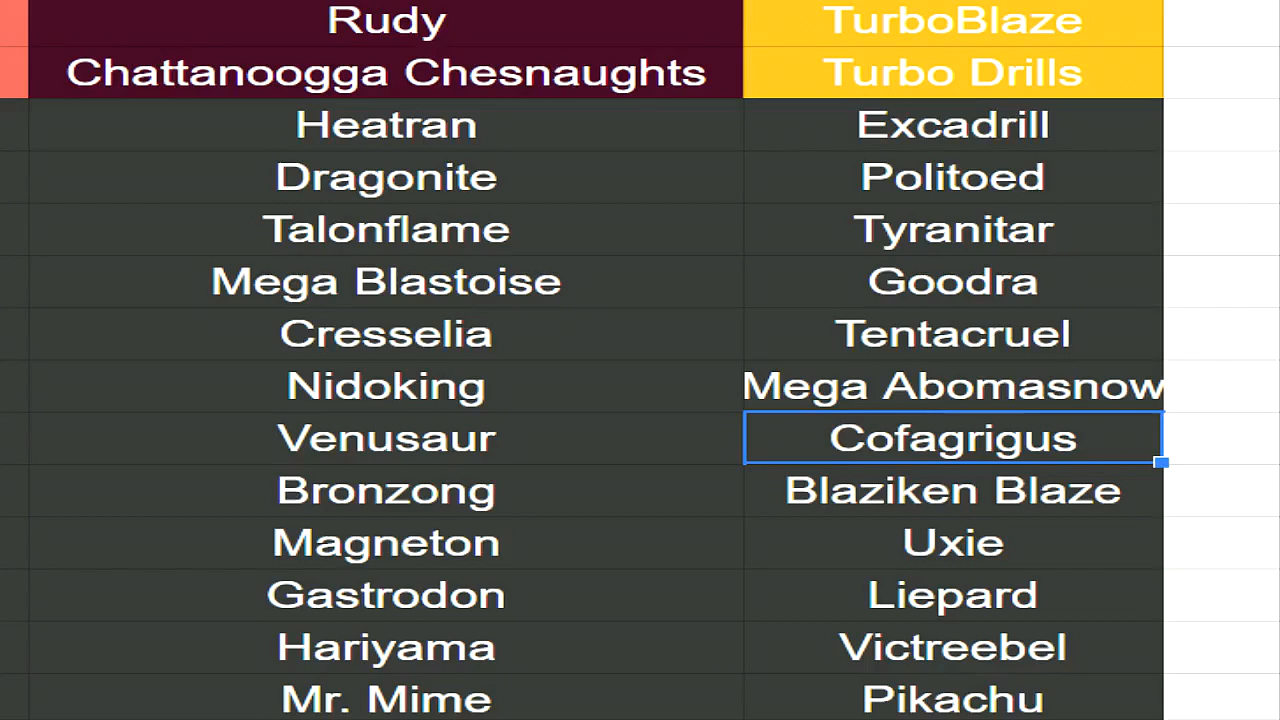 Rudy TurboBlaze
Chattanoogga Chesnaughts Turbo Drills
Heatran Excadrill
Dragonite Politoed
Talonflame Tyranitar
Mega Blastoise Goodra
Cresselia Tentacruel
Nidoking Mega Abomasnow
Venusaur Cofagrigus
Bronzong Blaziken Blaze
Magneton Uxie
Gastrodon Liepard
Hariyama Victreebel
Mr. Mime Pikachu